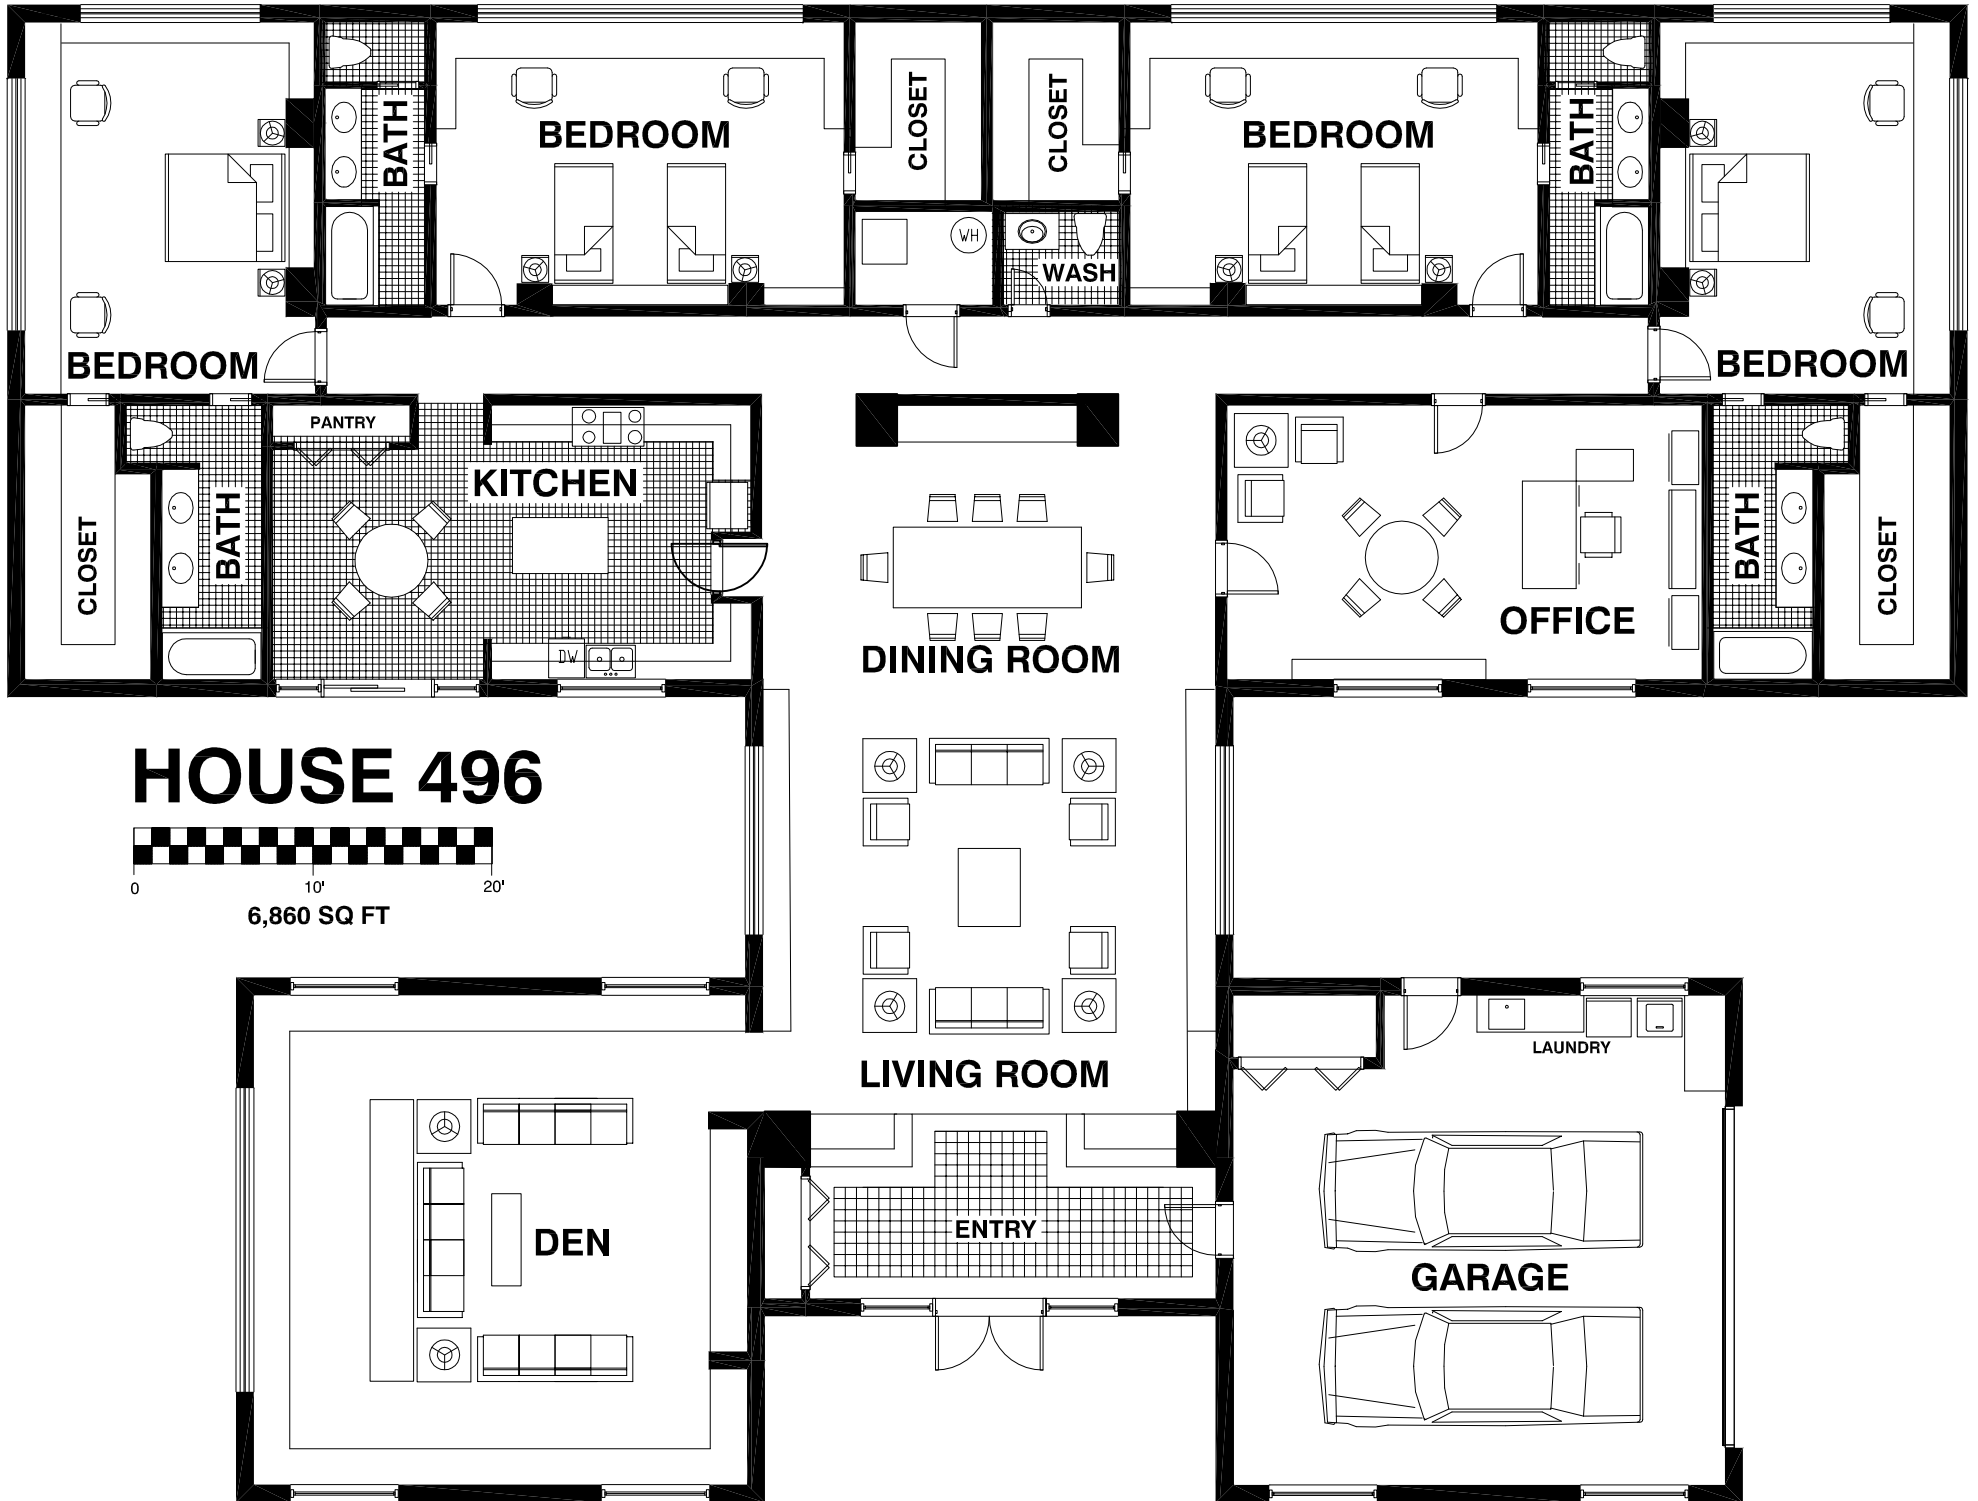 BATH
BEDROOM
CLOSET
CLOSET
BEDROOM
BATH
WH
WASH
BEDROOM
BEDROOM
PANTRY
KITCHEN
CLOSET
BATH
DW
DINING ROOM
OFFICE
BATH
CLOSET
HOUSE 496
0 10' 20'
6,860 SQ FT
LIVING ROOM
LAUNDRY
DEN
ENTRY
GARAGE